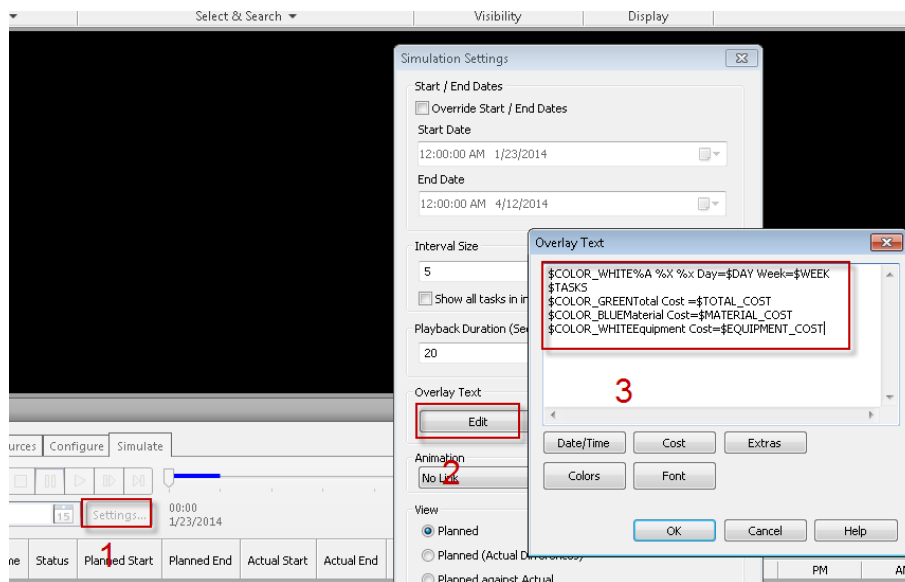 Select & Search
Visibility
Display
Simulation Settings
Start / End Dates
Override Start / End Dates
Start Date
12:00:00 AM 1/23/2014
End Date
12:00:00 AM 4/12/2014
Interval Size
5
Show all tasks in in
Playback Duration (Se
20
Overlay Text
Edit
2
Animation
No Link
View
Planned
Planned (Actual Differences)
Planned against Actual
Overlay Text
$COLOR_WHITE%A %X %x Day=$DAY Week=$WEEK
$TASKS
$COLOR_GREENTotal Cost =$TOTAL_COST
$COLOR_BLUEMaterial Cost=$MATERIAL_COST
$COLOR_WHITEEquipment Cost=$EQUIPMENT_COST
3
Date/Time
Cost
Extras
Colors
Font
OK
Cancel
Help
urces
Configure
Simulate
15
Settings...
00:00
1/23/2014
1
me
Status
Planned Start
Planned End
Actual Start
Actual End
PM